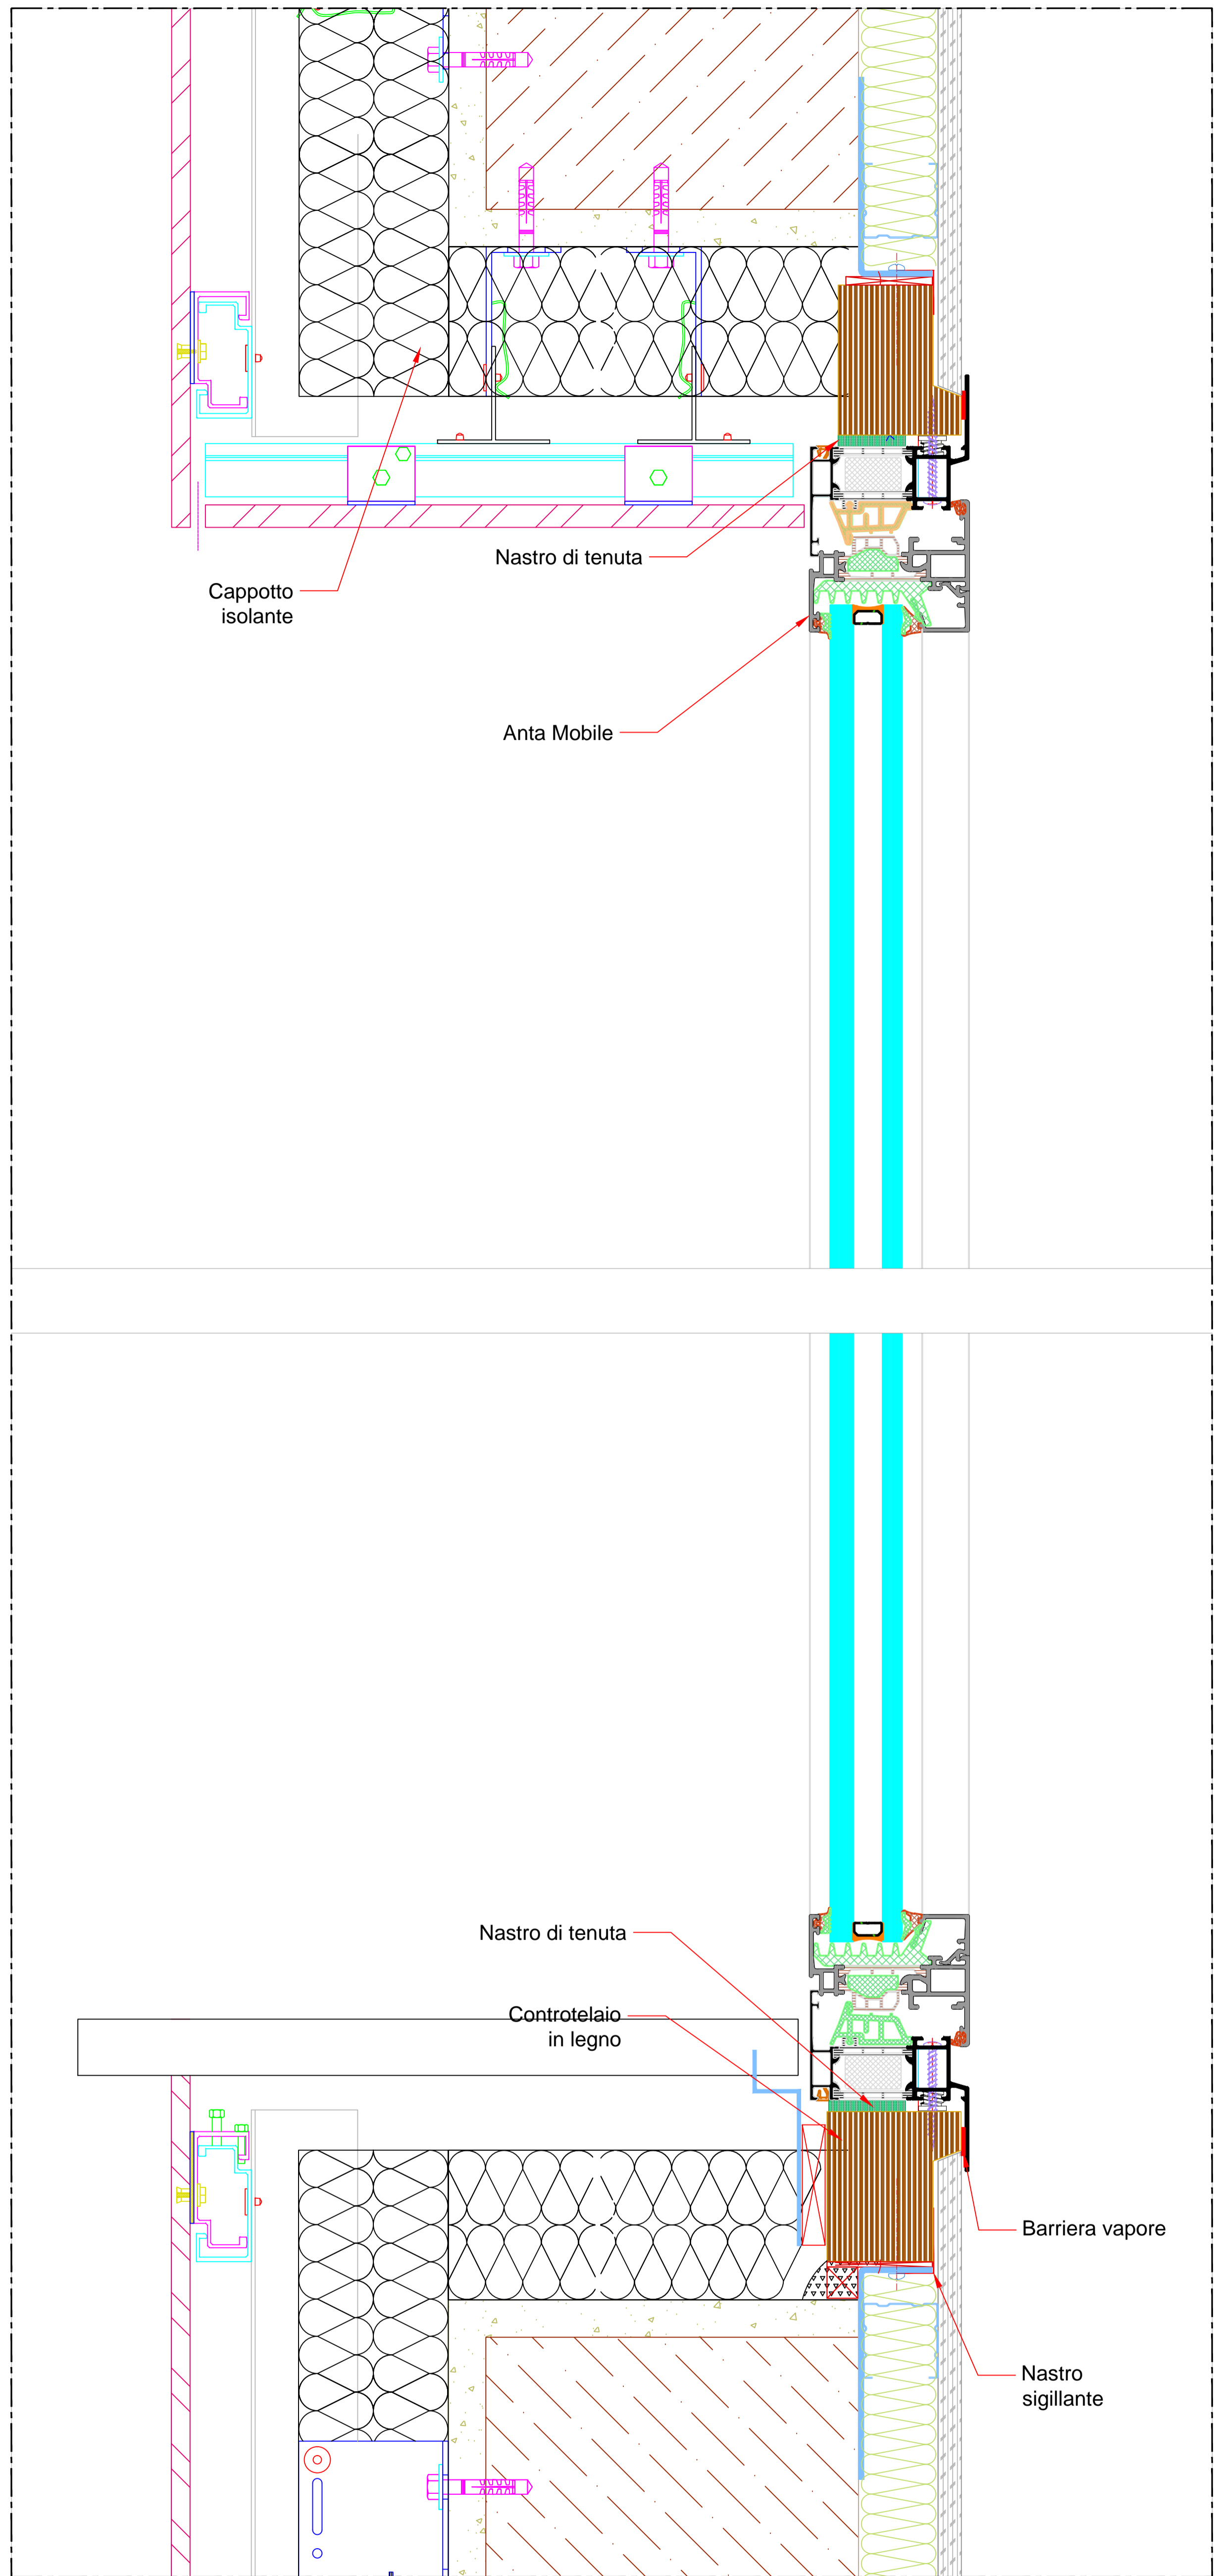 Nastro di tenuta
Cappotto
isolante
Anta Mobile
Nastro di tenuta
Controtelaio
in legno
Barriera vapore
Nastro
sigillante